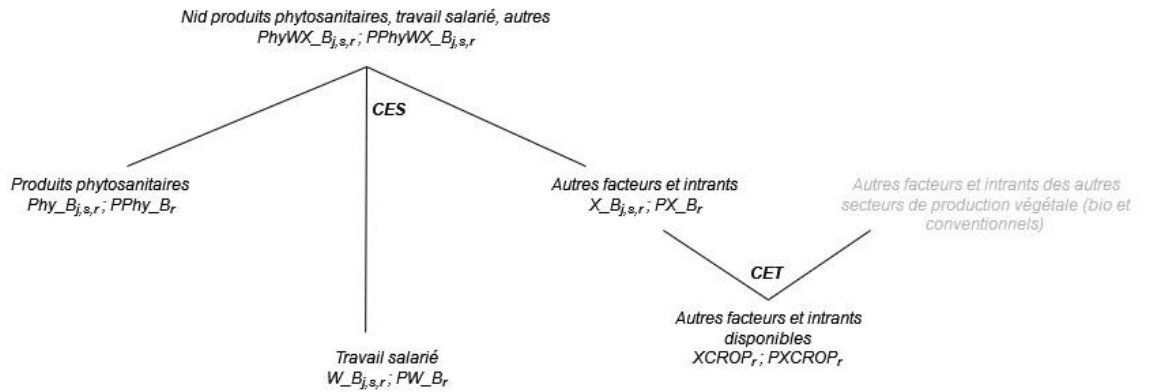 Nid produits phytosanitaires, travail salarié, autres
PhyWX_Bj,s,r ; PPhyWX_Bj,s,r
CES
Produits phytosanitaires
Phy_Bj,s,r ; PPhy_Br
Autres facteurs et intrants
X_Bj,s,r ; PX_Br
Autres facteurs et intrants des autres
secteurs de production végétale (bio et
conventionnels)
CET
Autres facteurs et intrants
disponibles
XCROPr ; PXCROPr
Travail salarié
W_Bj,s,r ; PW_Br